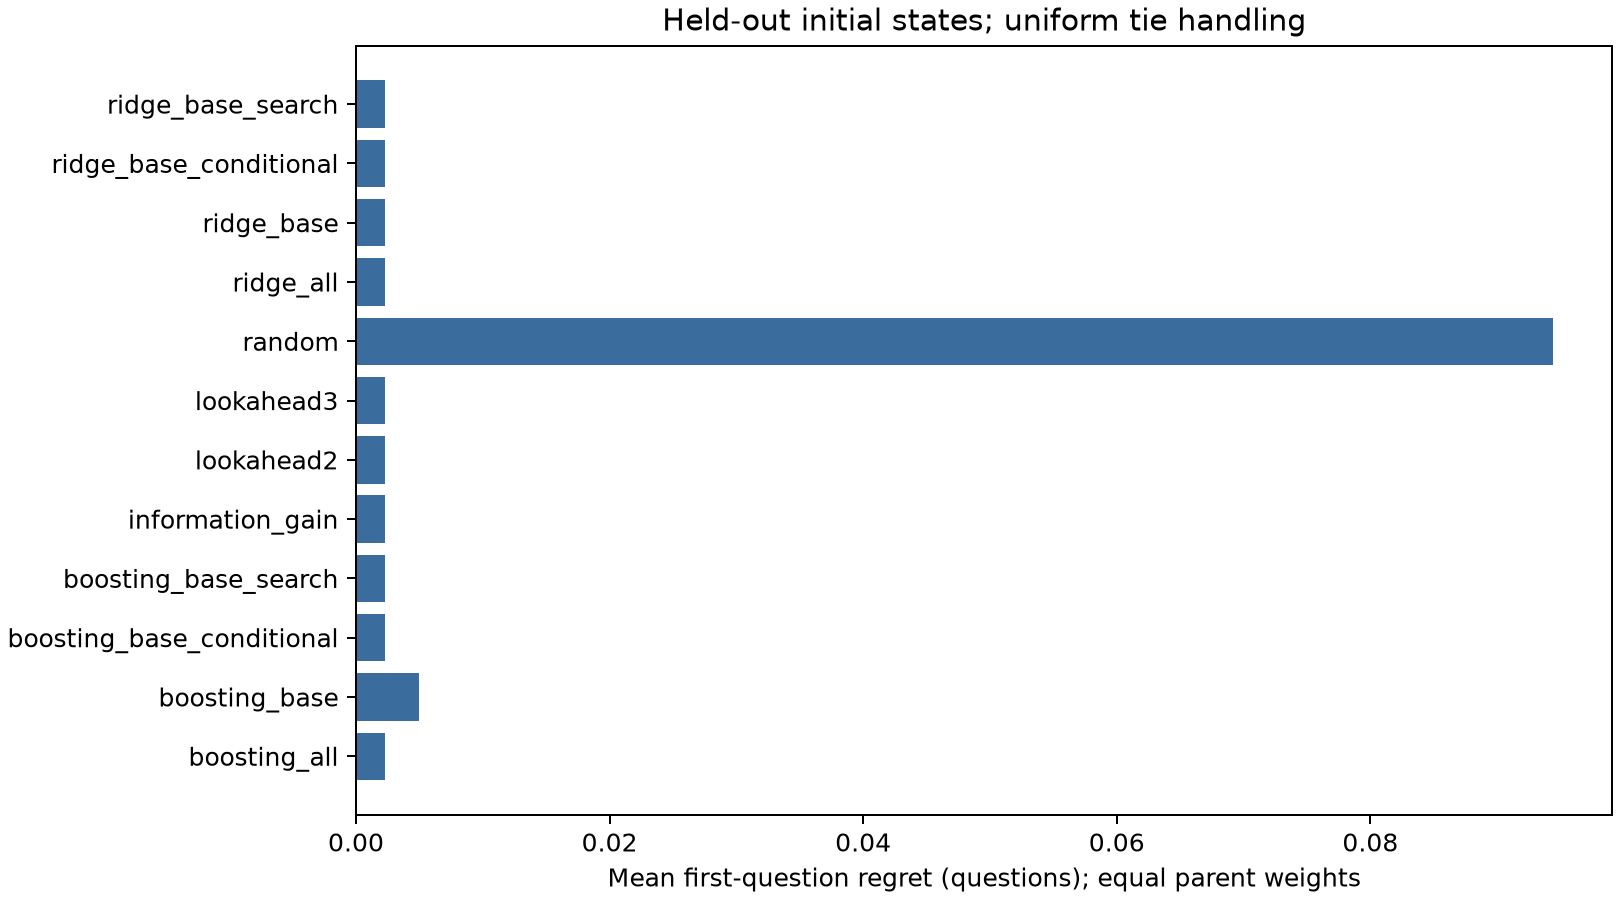 Held-out initial states; uniform tie handling
ridge_base_search
ridge_base_conditional
ridge_base
ridge_all
random
lookahead3
lookahead2
information_gain
boosting_base_search
boosting_base_conditional
boosting_base
boosting_all
0.00 0.02 0.04 0.06 0.08
Mean first-question regret (questions); equal parent weights